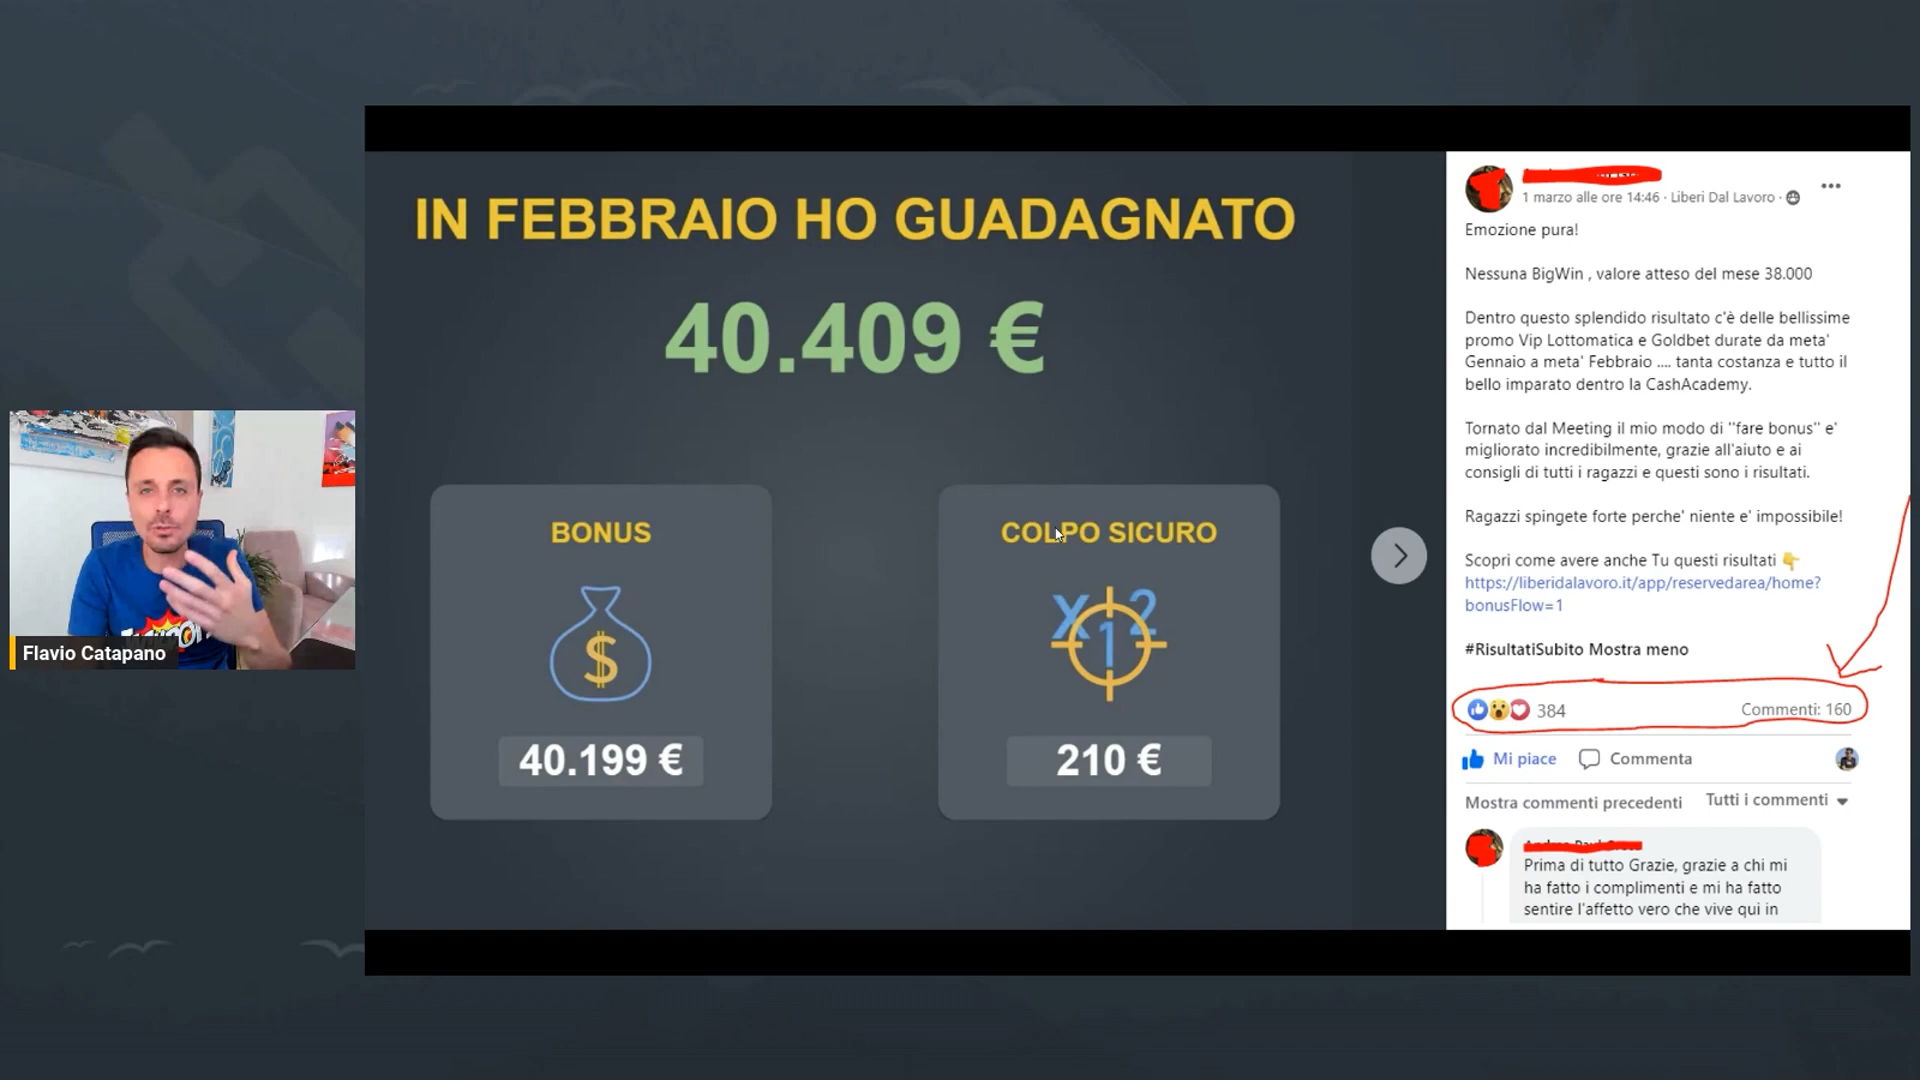 IN FEBBRAIO HO GUADAGNATO
40.409 €
BONUS
$
40.199 €
COLPO SICURO
X 1 2
210 €
Flavio Catapano
1 marzo alle ore 14:46 · Liberi Dal Lavoro ·
Emozione pura!
Nessuna BigWin , valore atteso del mese 38.000
Dentro questo splendido risultato c'è delle bellissime
promo Vip Lottomatica e Goldbet durate da meta'
Gennaio a meta' Febbraio .... tanta costanza e tutto il
bello imparato dentro la CashAcademy.
Tornato dal Meeting il mio modo di "fare bonus" e'
migliorato incredibilmente, grazie all'aiuto e ai
consigli di tutti i ragazzi e questi sono i risultati.
Ragazzi spingete forte perche' niente e' impossibile!
Scopri come avere anche Tu questi risultati 👇
https://liberidalavoro.it/app/reservedarea/home?
bonusFlow=1
#RisultatiSubito Mostra meno
384 Commenti: 160
Mi piace Commenta
Mostra commenti precedenti Tutti i commenti
Prima di tutto Grazie, grazie a chi mi
ha fatto i complimenti e mi ha fatto
sentire l'affetto vero che vive qui in